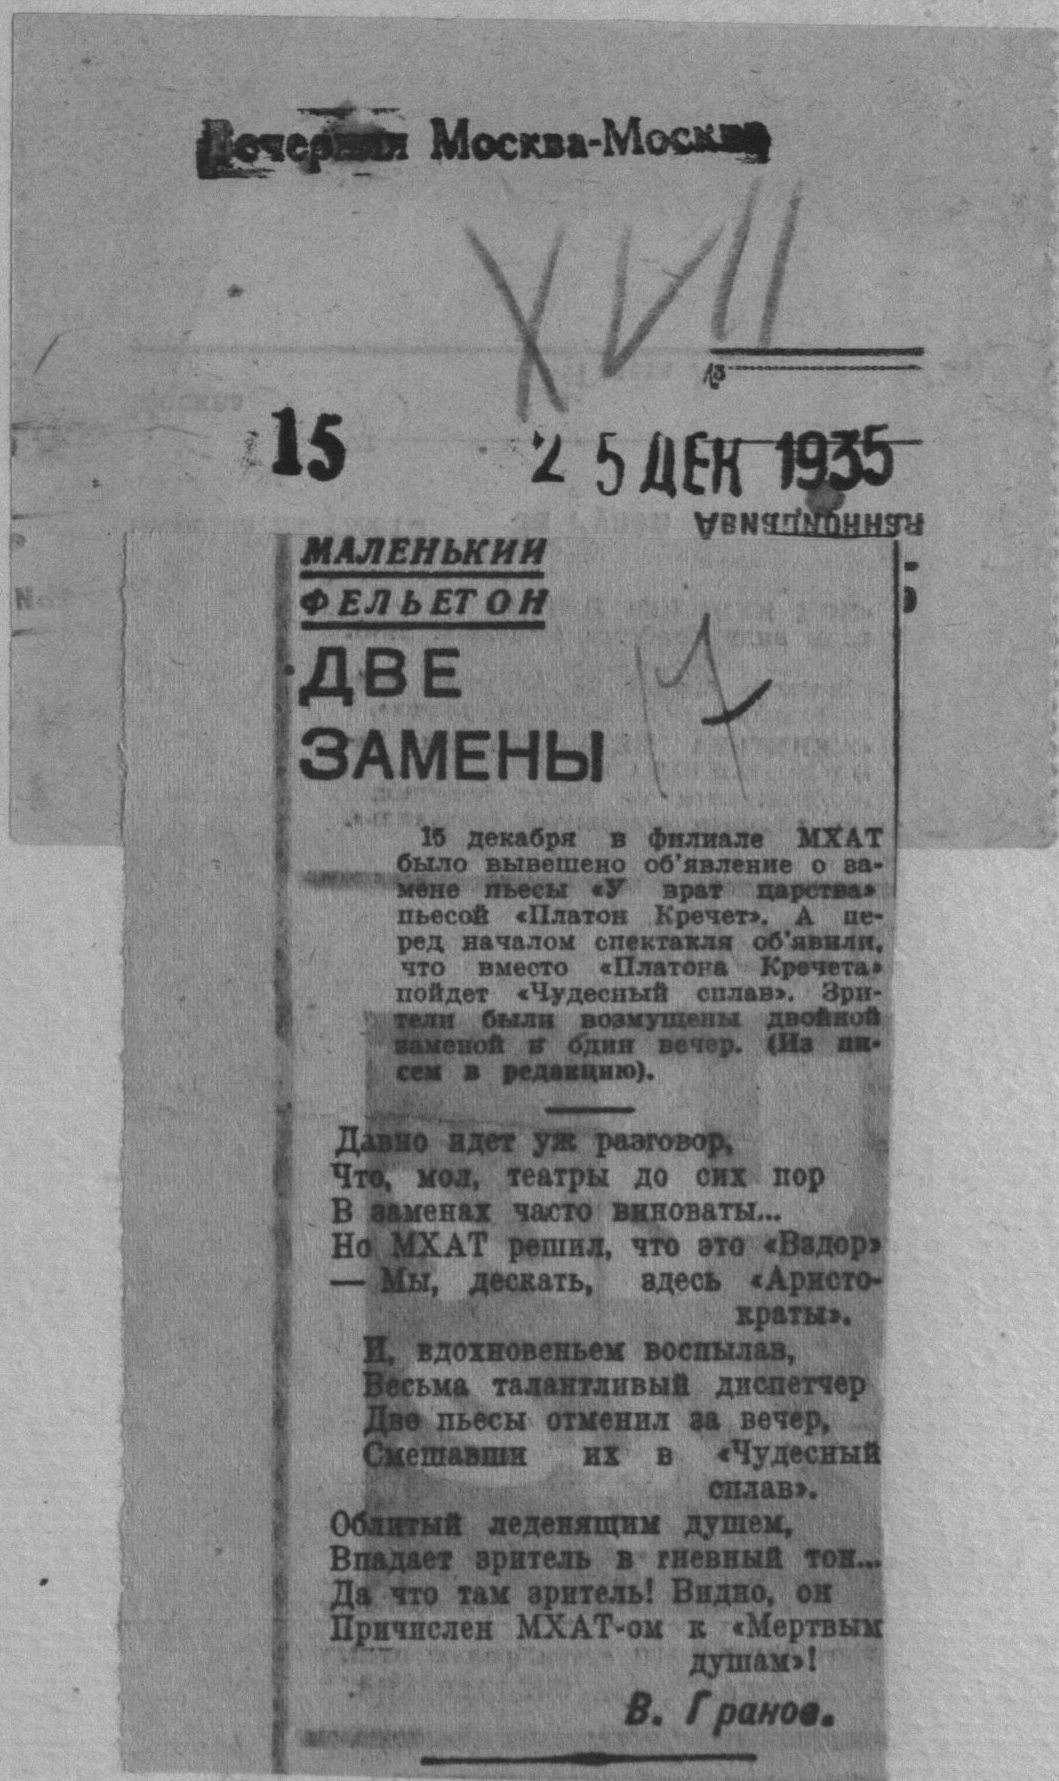 Вечерняя Москва-Москва
XVII
15
25 ДЕК 1935
МАЛЕНЬКИЙ
ФЕЛЬЕТОН
ДВЕ
ЗАМЕНЫ
15 декабря в филиале МХАТ
было вывешено об'явление о за-
мене пьесы «У врат царства»
пьесой «Платон Кречет». А пе-
ред началом спектакля об'явили,
что вместо «Платона Кречета»
пойдет «Чудесный сплав». Зри-
тели были возмущены двойной
заменой в один вечер. (Из пи-
сем в редакцию).
Давно идет уж разговор,
Что, мол, театры до сих пор
В заменах часто виноваты...
Но МХАТ решил, что это «Вздор»
— Мы, дескать, здесь «Аристо-
краты».
И, вдохновеньем воспылав,
Весьма талантливый диспетчер
Две пьесы отменил за вечер,
Смешавши их в «Чудесный
сплав».
Облитый леденящим душем,
Впадает зритель в гневный тон...
Да что там зритель! Видно, он
Причислен МХАТ-ом к «Мертвым
душам»!
В. Гранов.